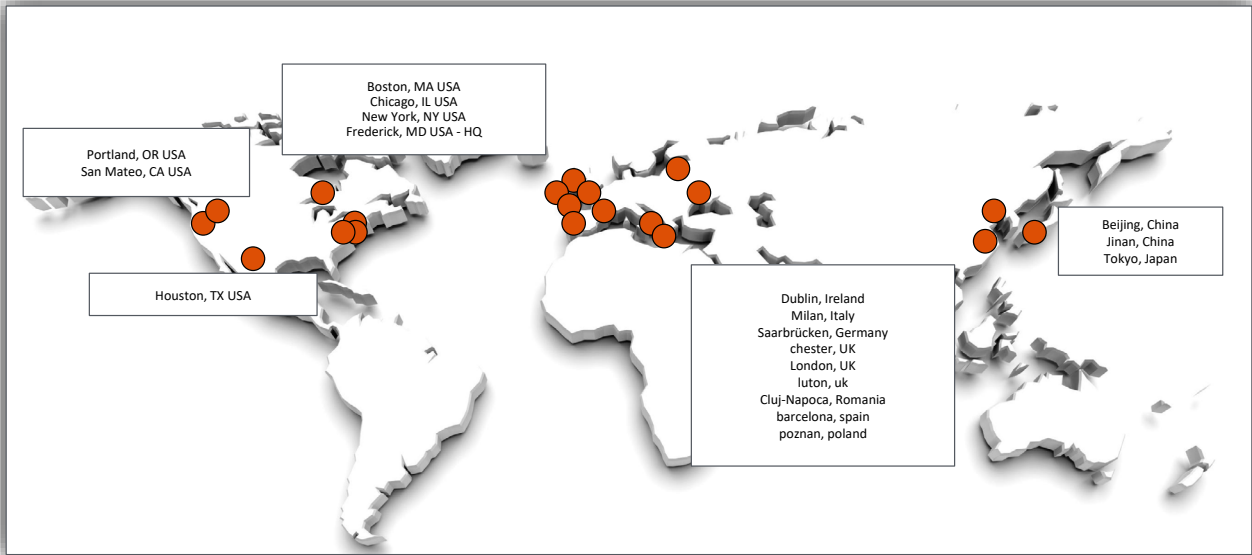 Boston, MA USA
Chicago, IL USA
New York, NY USA
Frederick, MD USA - HQ
Portland, OR USA
San Mateo, CA USA
Houston, TX USA
Beijing, China
Jinan, China
Tokyo, Japan
Dublin, Ireland
Milan, Italy
Saarbrücken, Germany
chester, UK
London, UK
luton, uk
Cluj-Napoca, Romania
barcelona, spain
poznan, poland